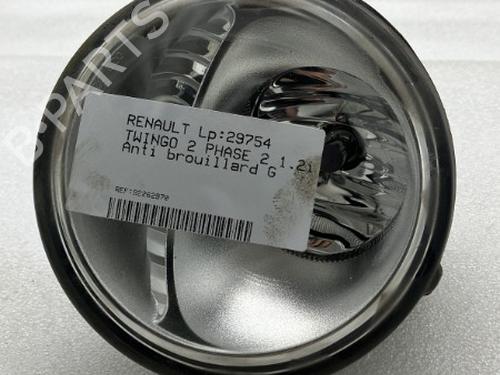 RENAULT Lp:29754
TWINGO 2 PHASE 2 1.2i
Anti brouillard G
B-PARTS